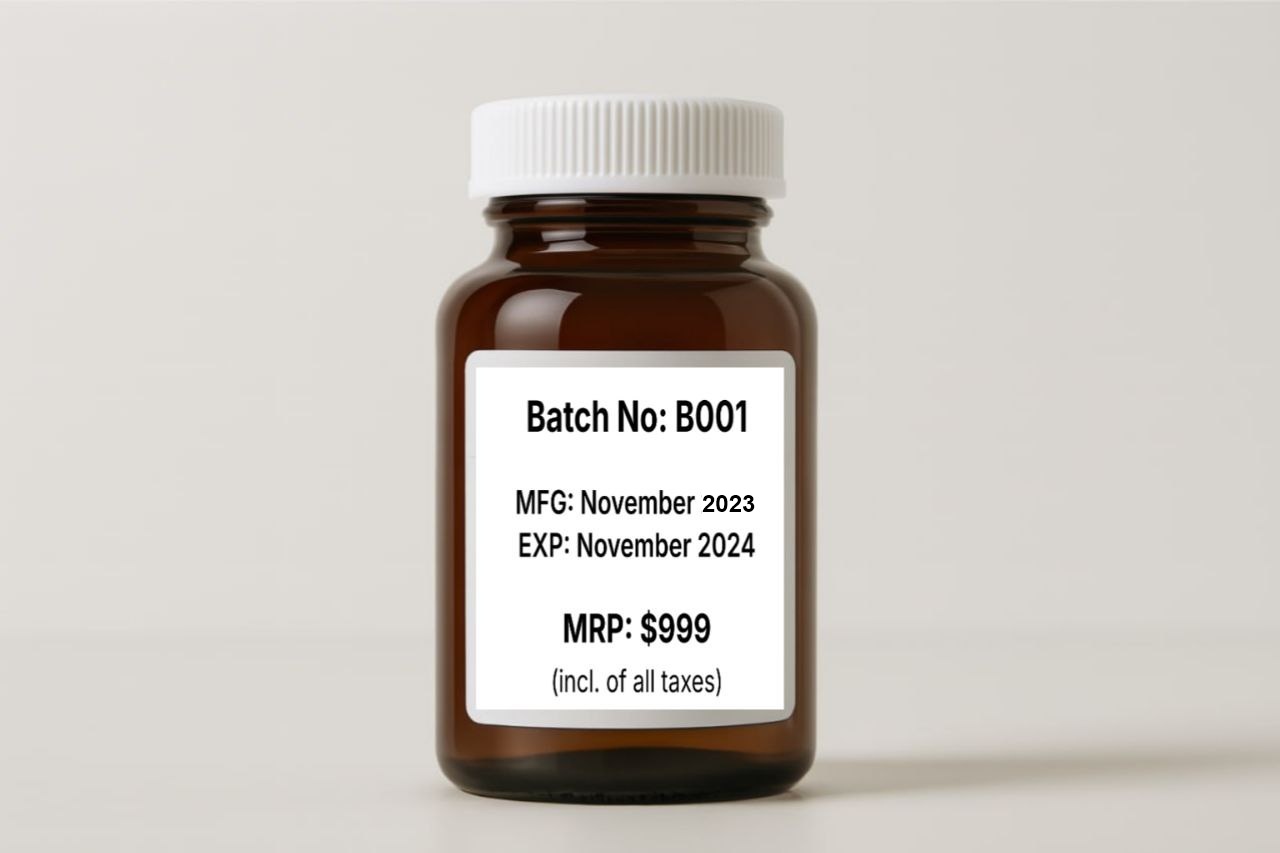 Batch No: B001
MFG: November 2023
EXP: November 2024
MRP: $999
(incl. of all taxes)